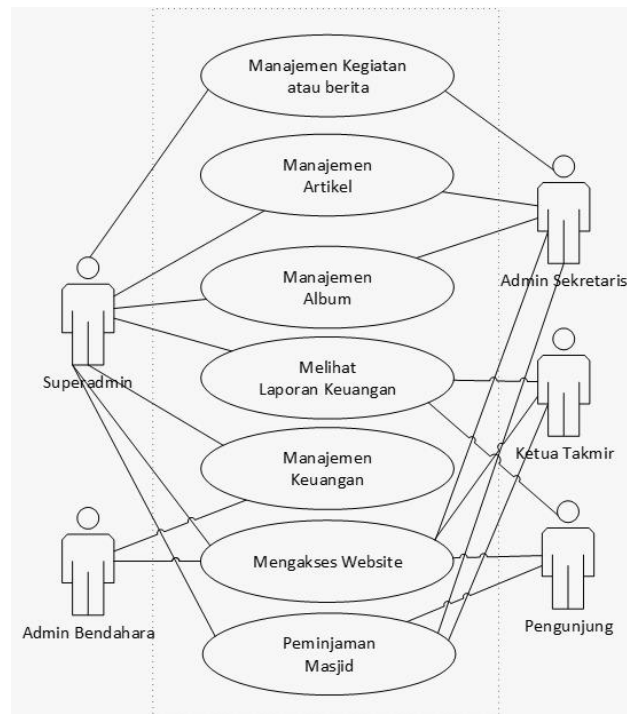 Manajemen Kegiatan
atau berita
Manajemen
Artikel
Manajemen
Album
Admin Sekretaris
Melihat
Laporan Keuangan
Superadmin
Ketua Takmir
Manajemen
Keuangan
Mengakses Website
Admin Bendahara
Pengunjung
Peminjaman
Masjid